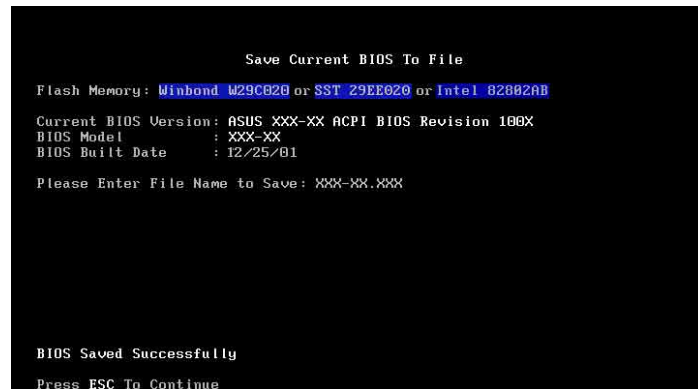 Save Current BIOS To File
Flash Memory: Winbond W29C020 or SST 29EE020 or Intel 82802AB
Current BIOS Version: ASUS XXX-XX ACPI BIOS Revision 100X
BIOS Model : XXX-XX
BIOS Built Date : 12/25/01
Please Enter File Name to Save: XXX-XX.XXX
BIOS Saved Successfully
Press ESC To Continue